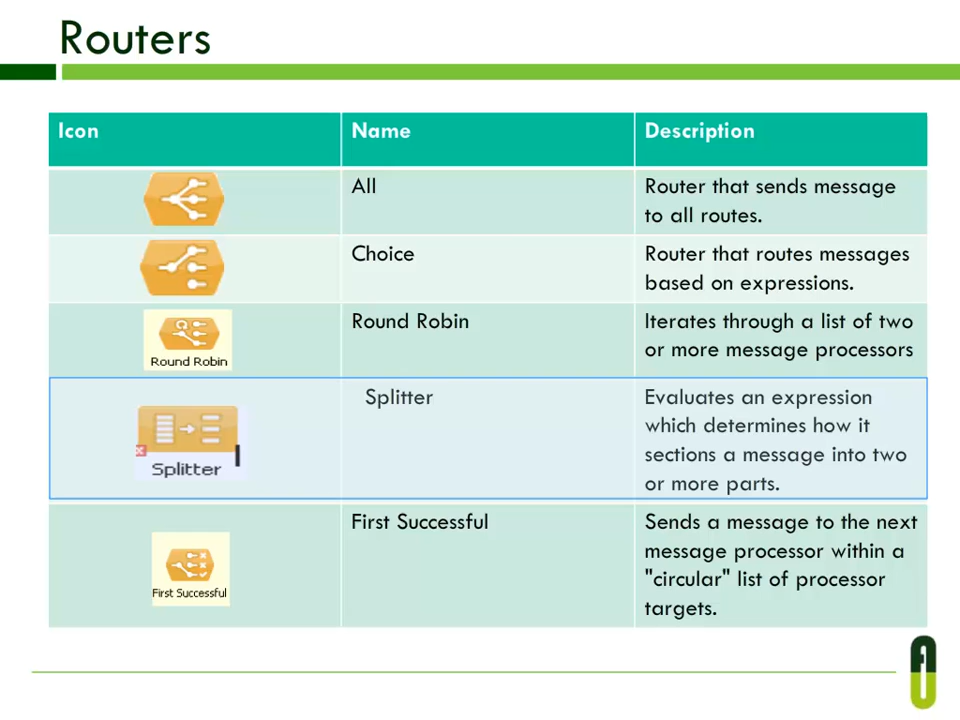 Routers
Icon Name Description
All Router that sends message
to all routes.
Choice Router that routes messages
based on expressions.
Round Robin Round Robin Iterates through a list of two
or more message processors
Splitter Splitter Evaluates an expression
which determines how it
sections a message into two
or more parts.
First Successful First Successful Sends a message to the next
message processor within a
"circular" list of processor
targets.